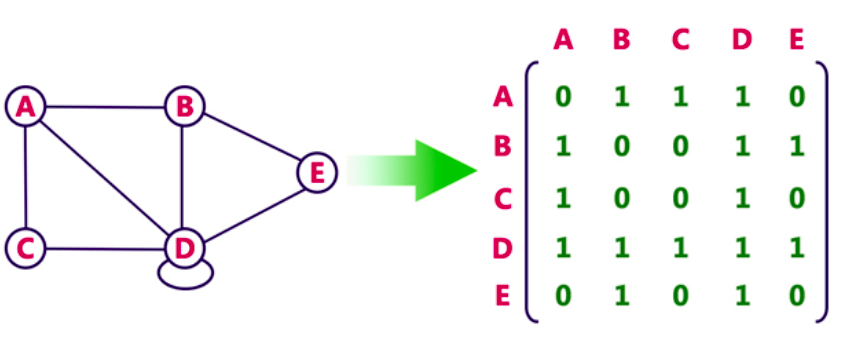 A B E
C D
A B C D E
A 0 1 1 1 0
B 1 0 0 1 1
C 1 0 0 1 0
D 1 1 1 1 1
E 0 1 0 1 0